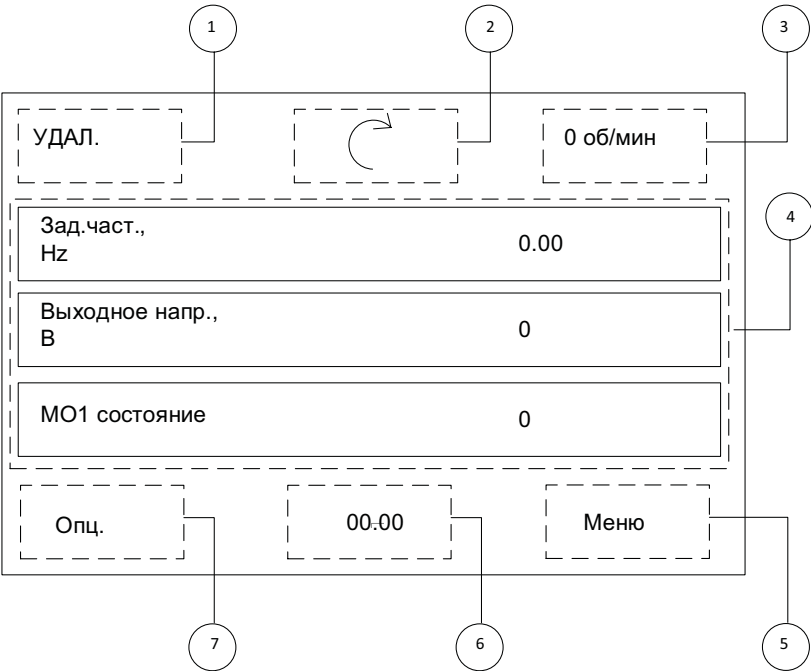 1
2
3
УДАЛ.
0 об/мин
4
Зад.част.,
Hz
0.00
Выходное напр.,
В
0
МО1 состояние
0
Опц.
00:00
Меню
7
6
5